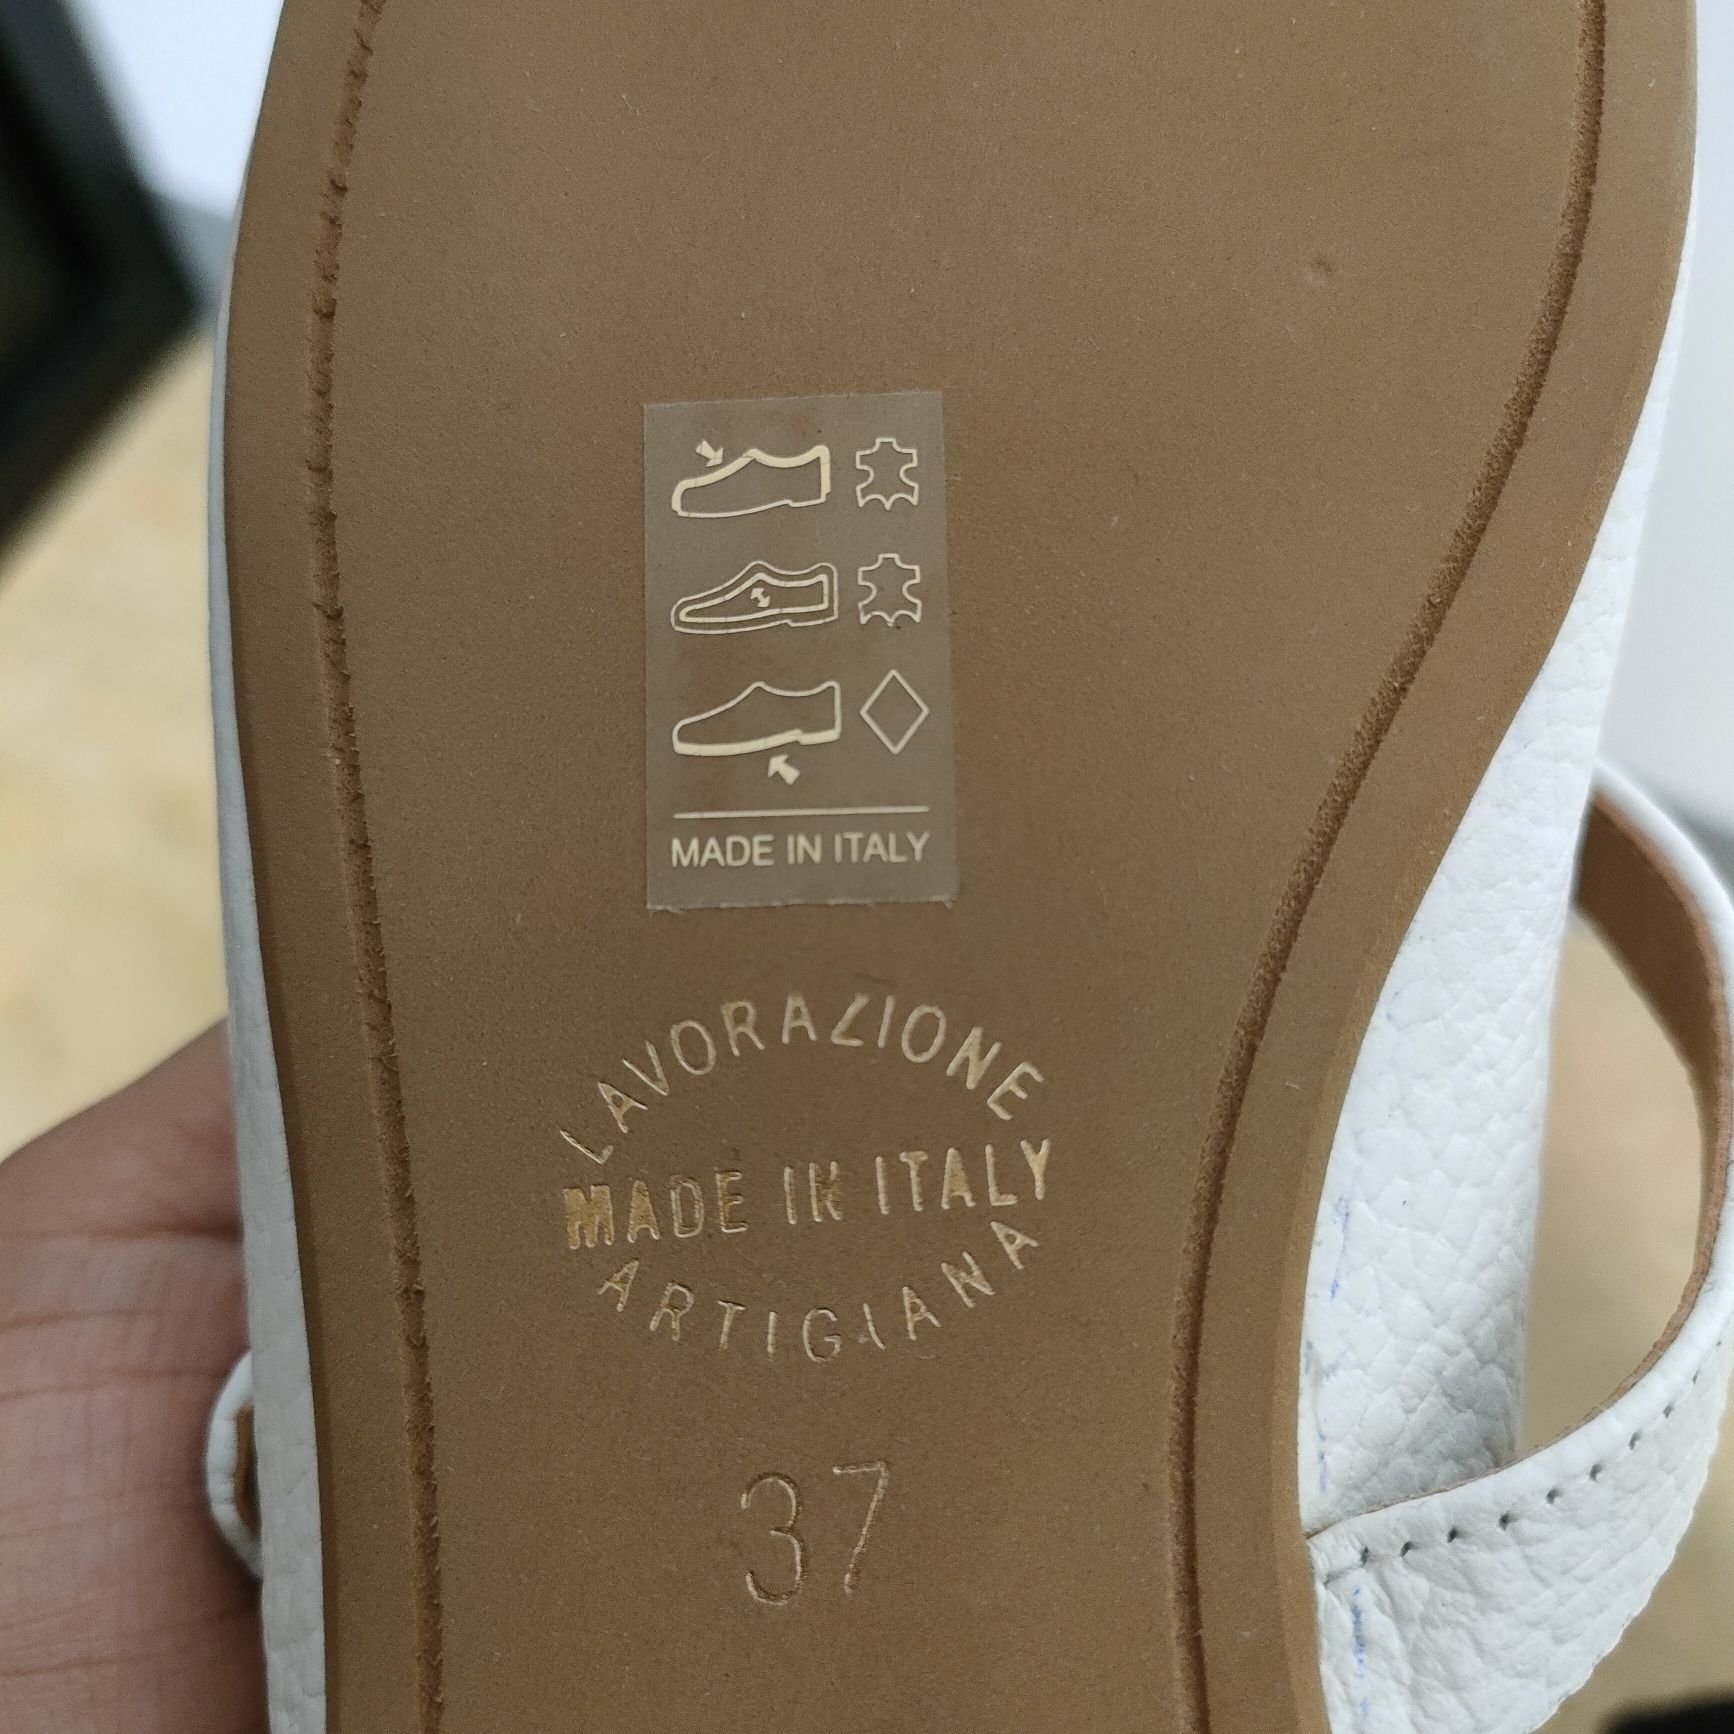 MADE IN ITALY
LAVORAZIONE
MADE IN ITALY
ARTIGIANA
37